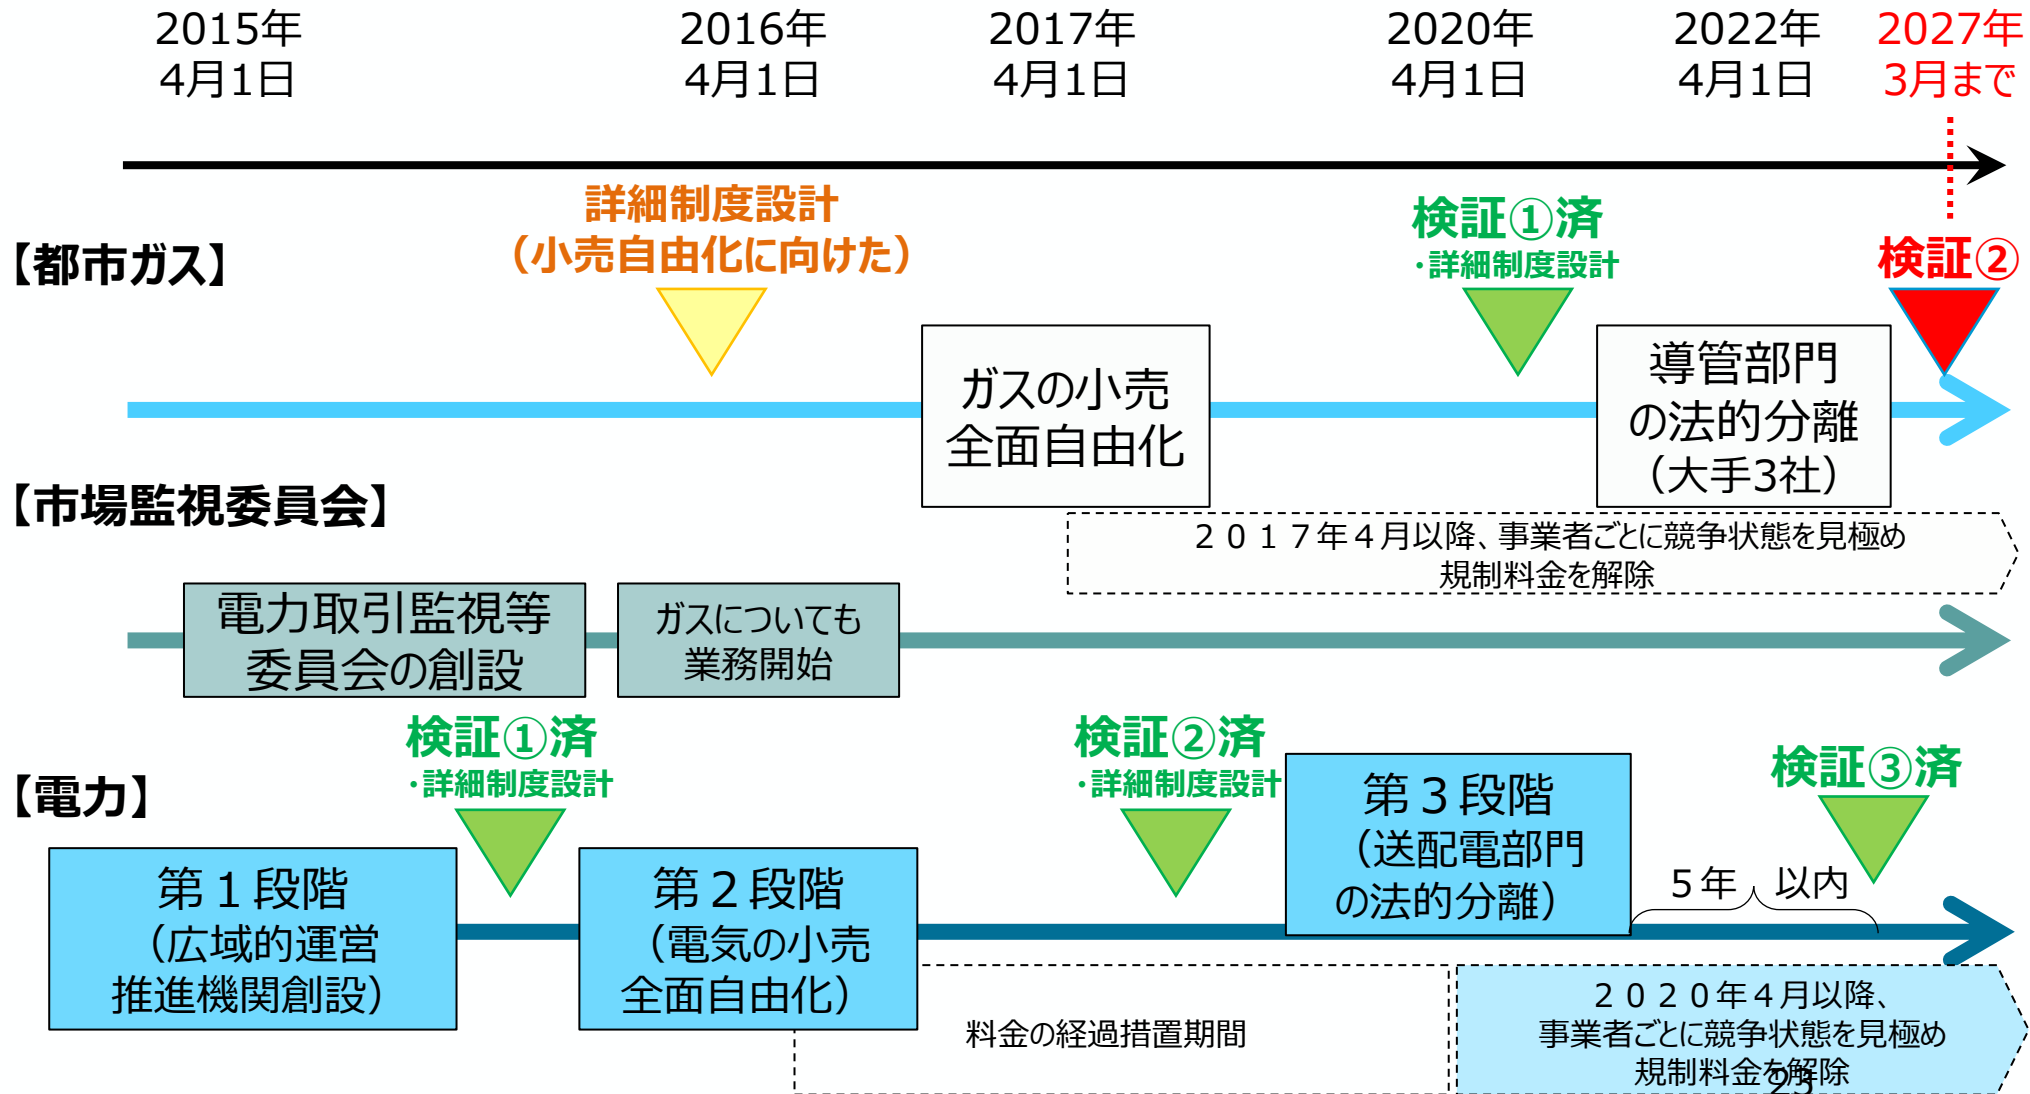 2015年
4月1日
2016年
4月1日
2017年
4月1日
2020年
4月1日
2022年
4月1日
2027年
3月まで
【都市ガス】
詳細制度設計
（小売自由化に向けた）
検証①済
・詳細制度設計
検証②
ガスの小売
全面自由化
導管部門
の法的分離
（大手3社）
２０１７年４月以降、事業者ごとに競争状態を見極め
規制料金を解除
【市場監視委員会】
電力取引監視等
委員会の創設
ガスについても
業務開始
【電力】
検証①済
・詳細制度設計
検証②済
・詳細制度設計
検証③済
第１段階
（広域的運営
推進機関創設）
第２段階
（電気の小売
全面自由化）
第３段階
（送配電部門
の法的分離）
５年 以内
料金の経過措置期間
２０２０年４月以降、
事業者ごとに競争状態を見極め
規制料金を解除
23